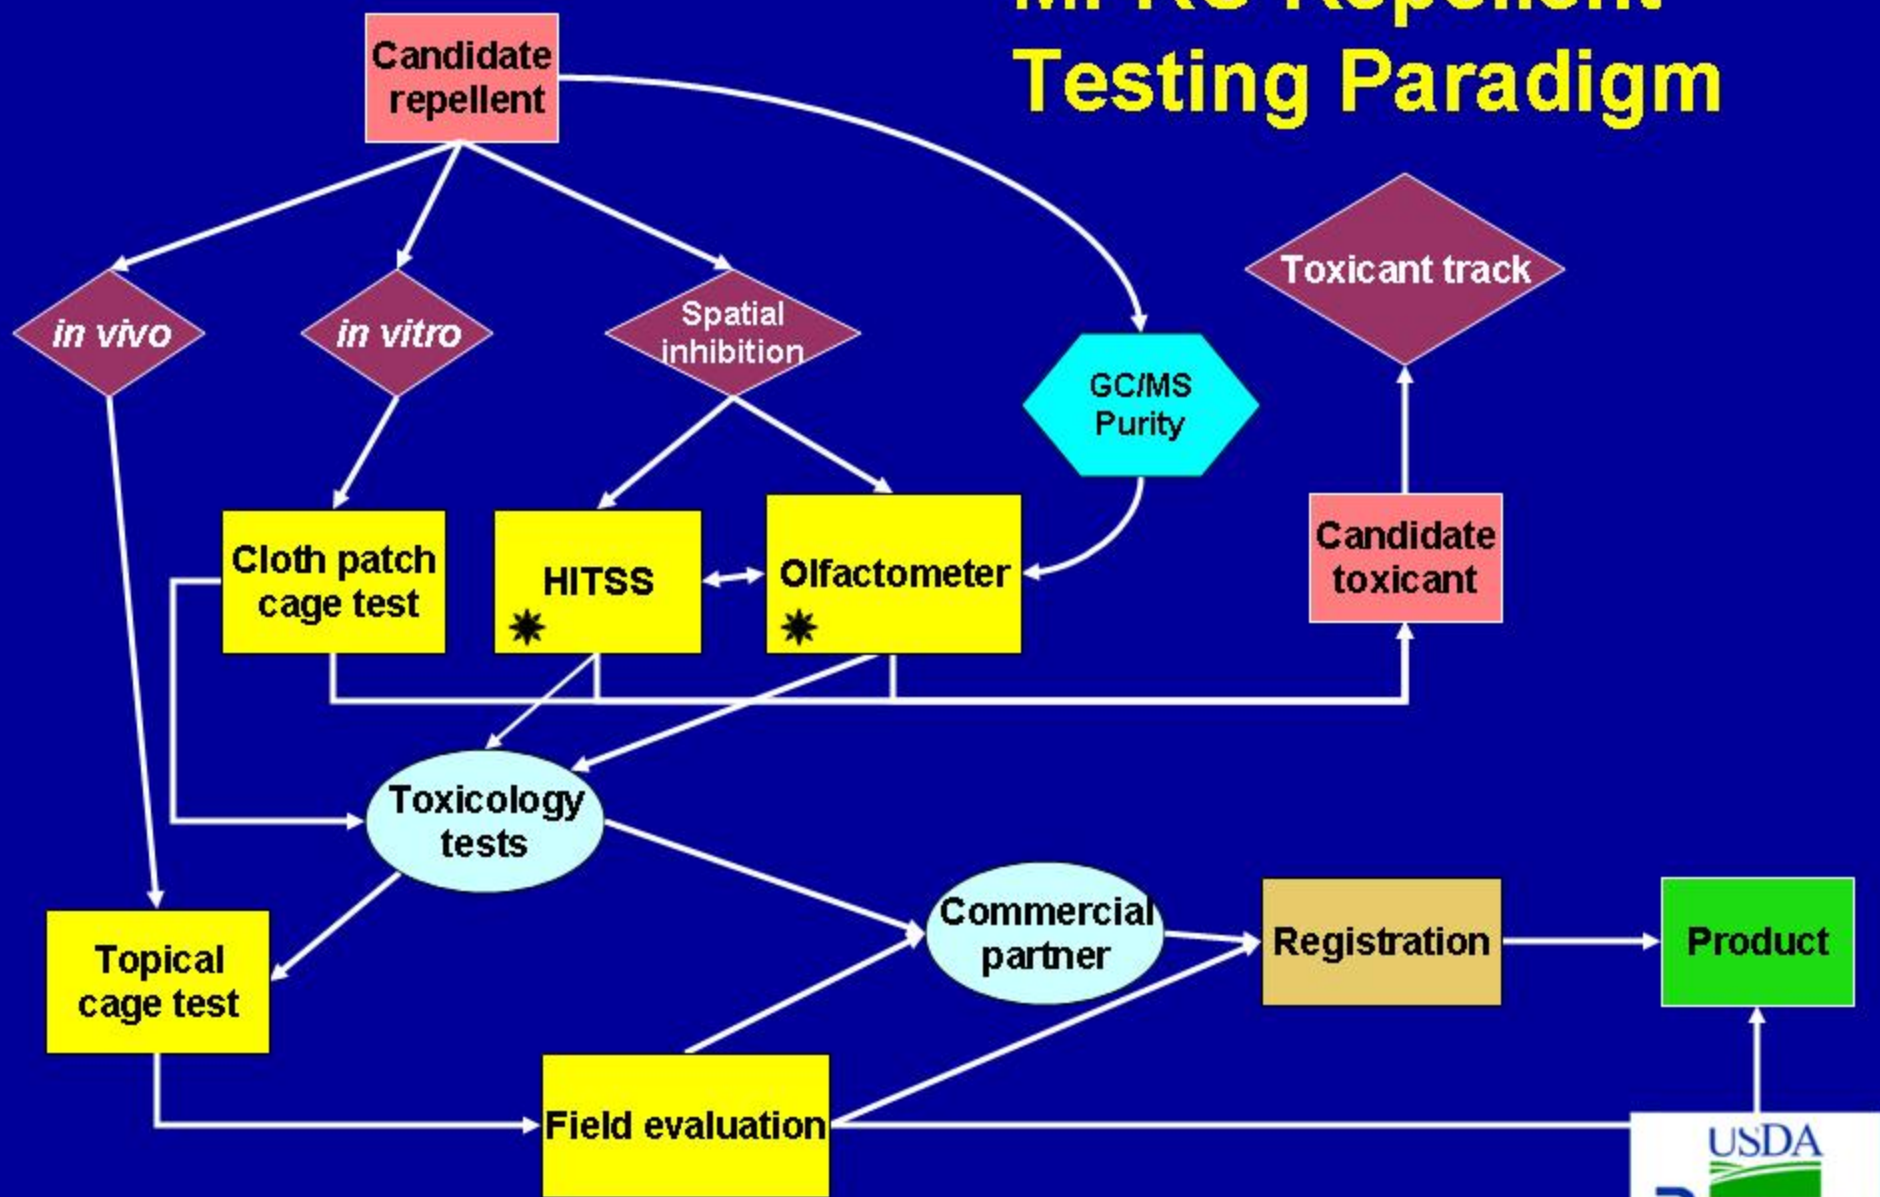 Repellent
Testing Paradigm
Candidate
repellent
Toxicant track
in vivo
in vitro
Spatial
inhibition
GC/MS
Purity
Candidate
toxicant
Cloth patch
cage test
HITSS
Olfactometer
Toxicology
tests
Commercial
partner
Registration
Product
Topical
cage test
Field evaluation
USDA